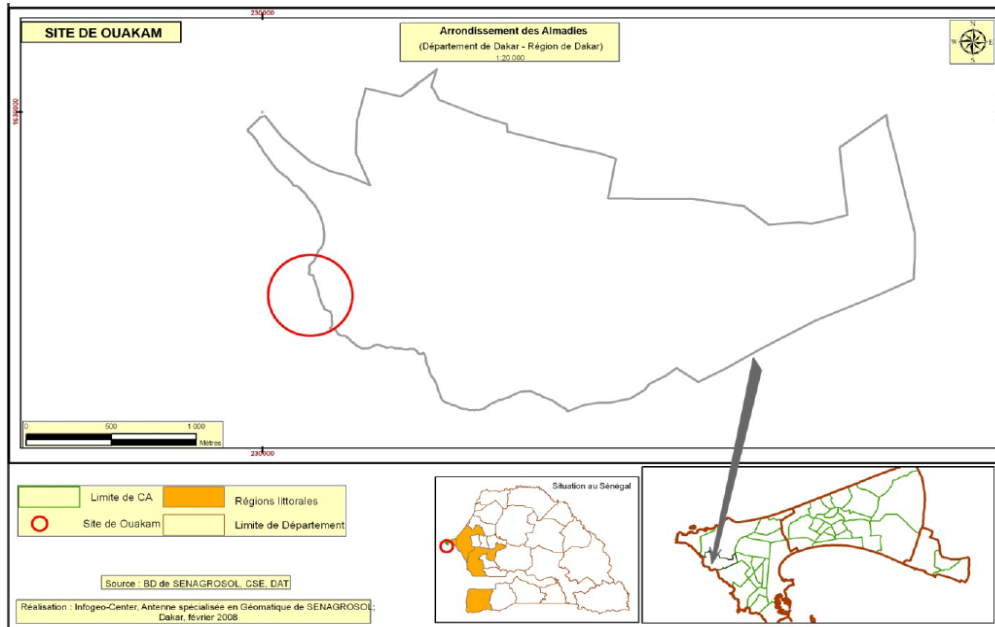 230000
SITE DE OUAKAM
Arrondissement des Almadies
(Département de Dakar - Région de Dakar)
1:20 000
N
W
E
S
1630000
0 500 1 000
Mètres
230000
Limite de CA
Régions littorales
Site de Ouakam
Limite de Département
Situation au Sénégal
Source : BD de SENAGROSOL, CSE, DAT
Réalisation : Infogeo-Center, Antenne spécialisée en Géomatique de SENAGROSOL;
Dakar, février 2008